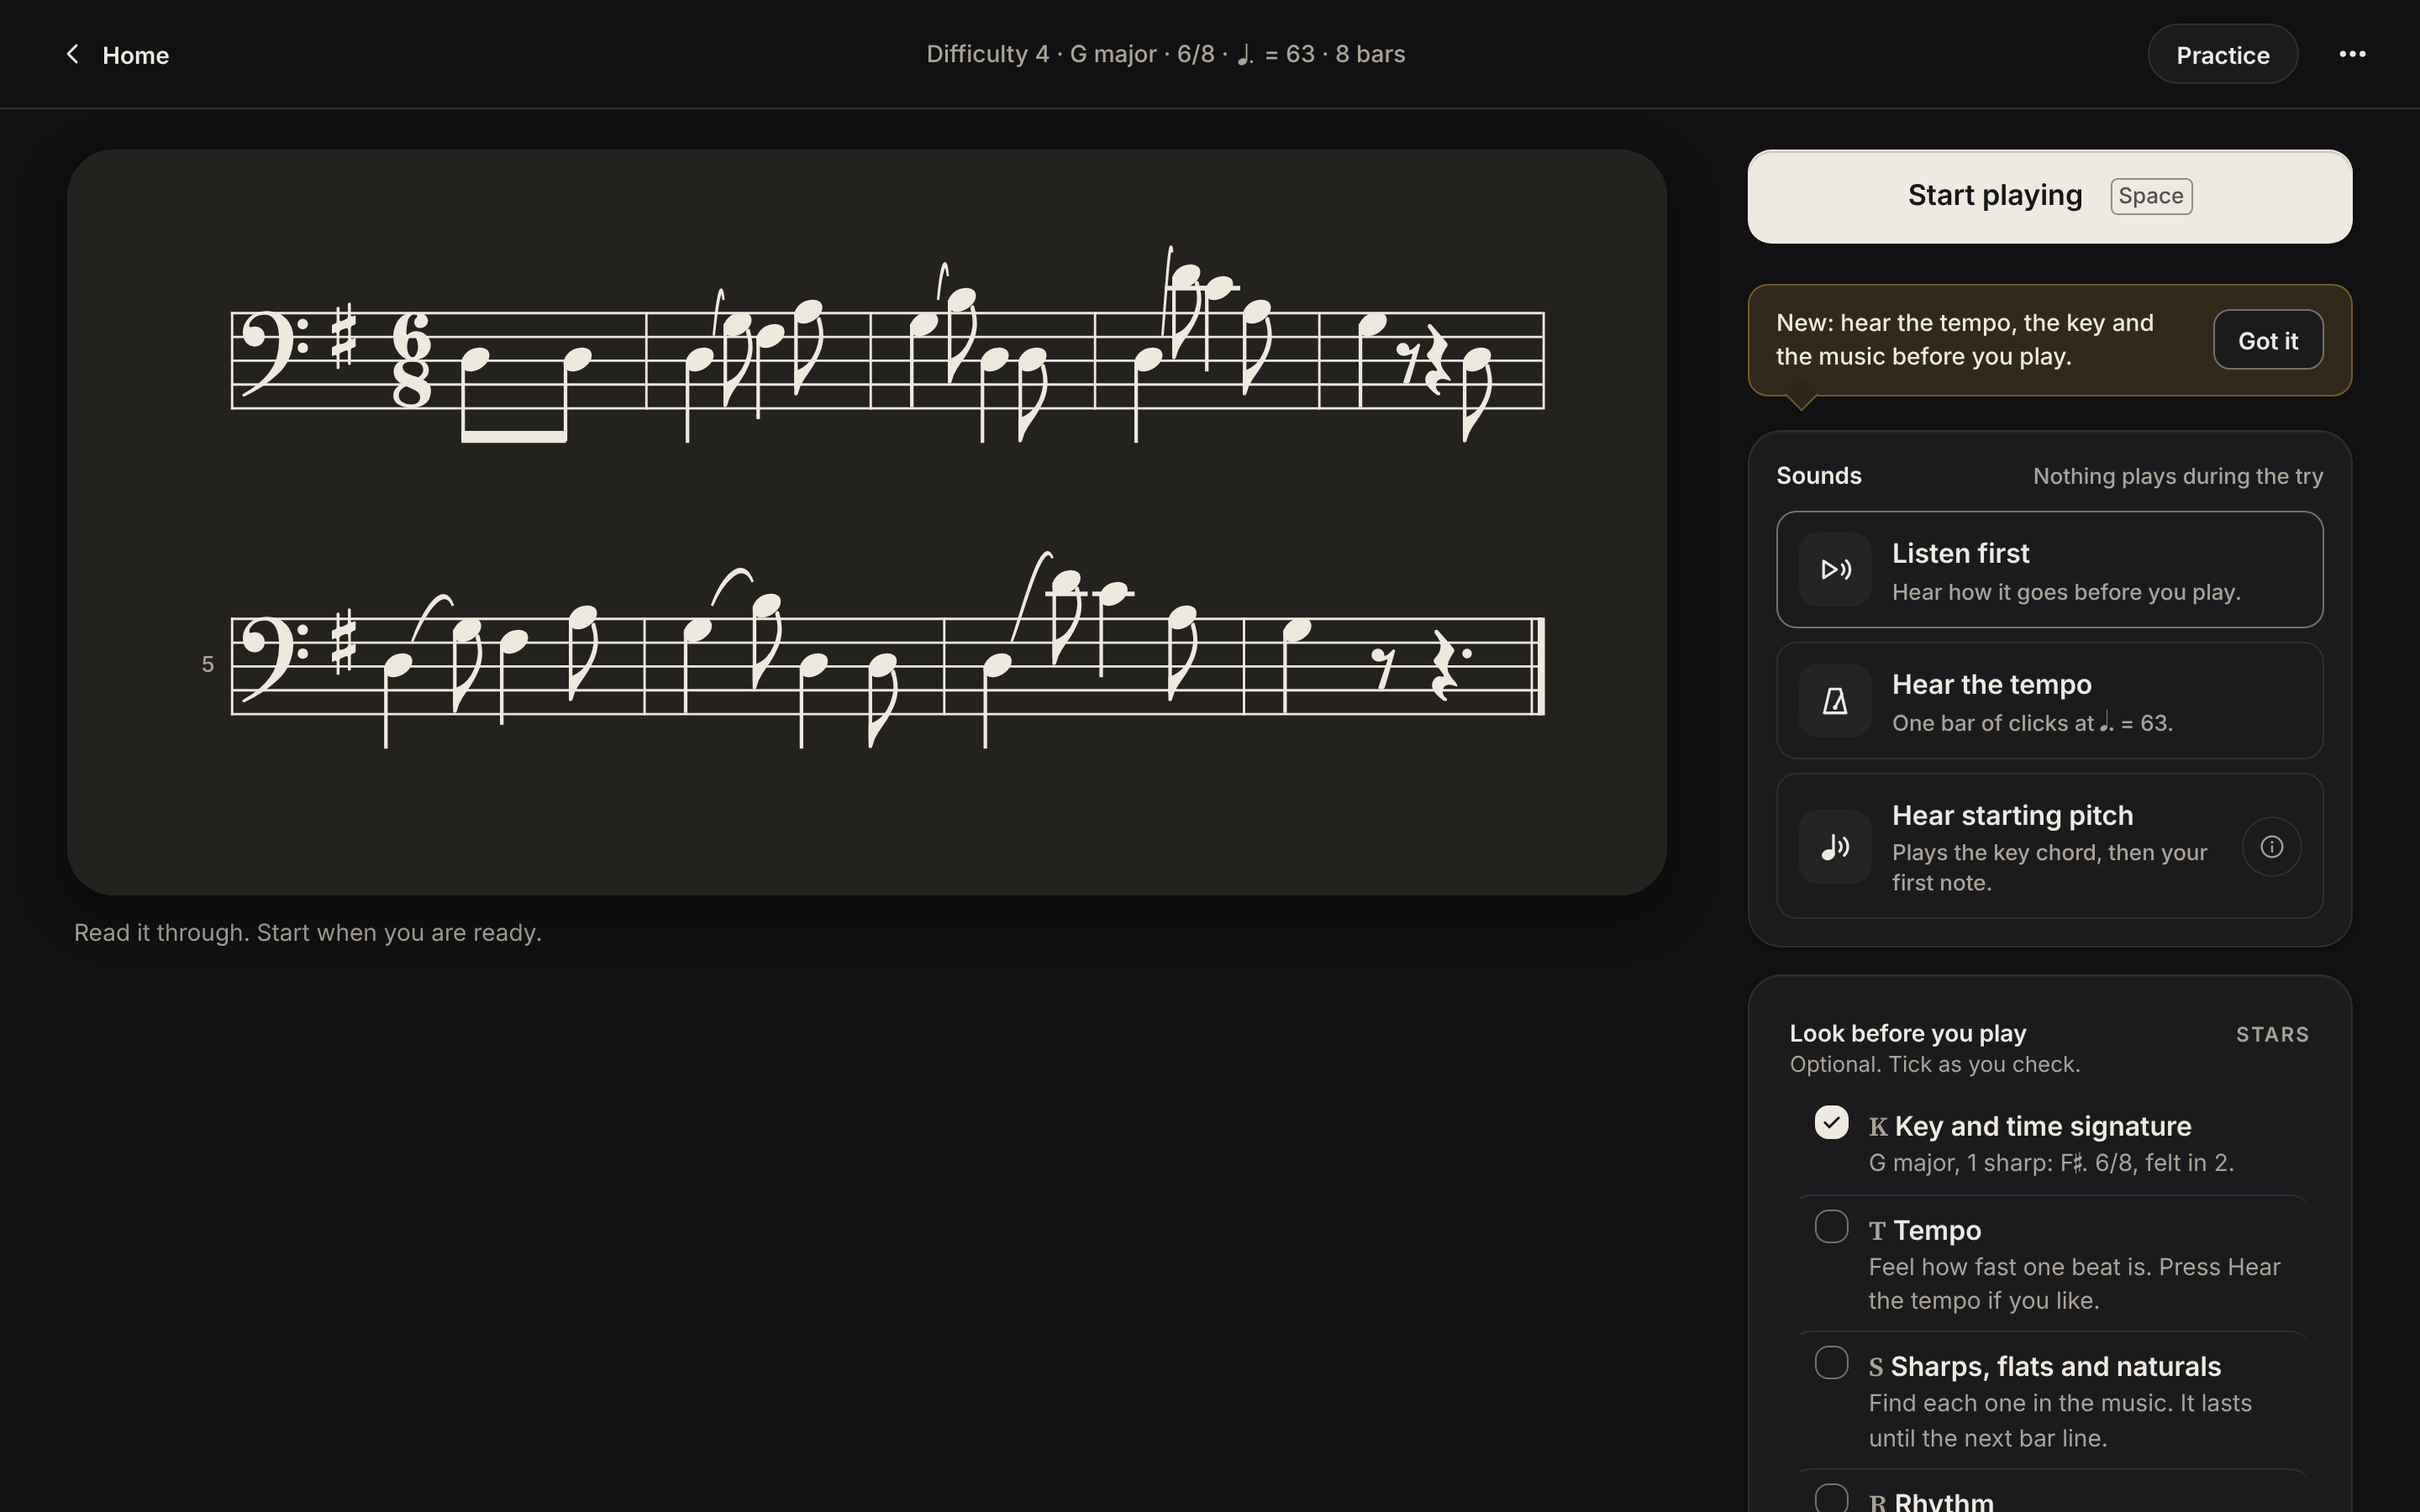 Home
Difficulty 4 · G major · 6/8 · 𝅘𝅥. = 63 · 8 bars
Practice
Start playing Space
New: hear the tempo, the key and
the music before you play.
Got it
Sounds
Nothing plays during the try
Listen first
Hear how it goes before you play.
Hear the tempo
One bar of clicks at 𝅘𝅥. = 63.
Hear starting pitch
Plays the key chord, then your
first note.
6
8
5
Read it through. Start when you are ready.
Look before you play
STARS
Optional. Tick as you check.
K Key and time signature
G major, 1 sharp: F♯. 6/8, felt in 2.
T Tempo
Feel how fast one beat is. Press Hear
the tempo if you like.
S Sharps, flats and naturals
Find each one in the music. It lasts
until the next bar line.
R Rhythm